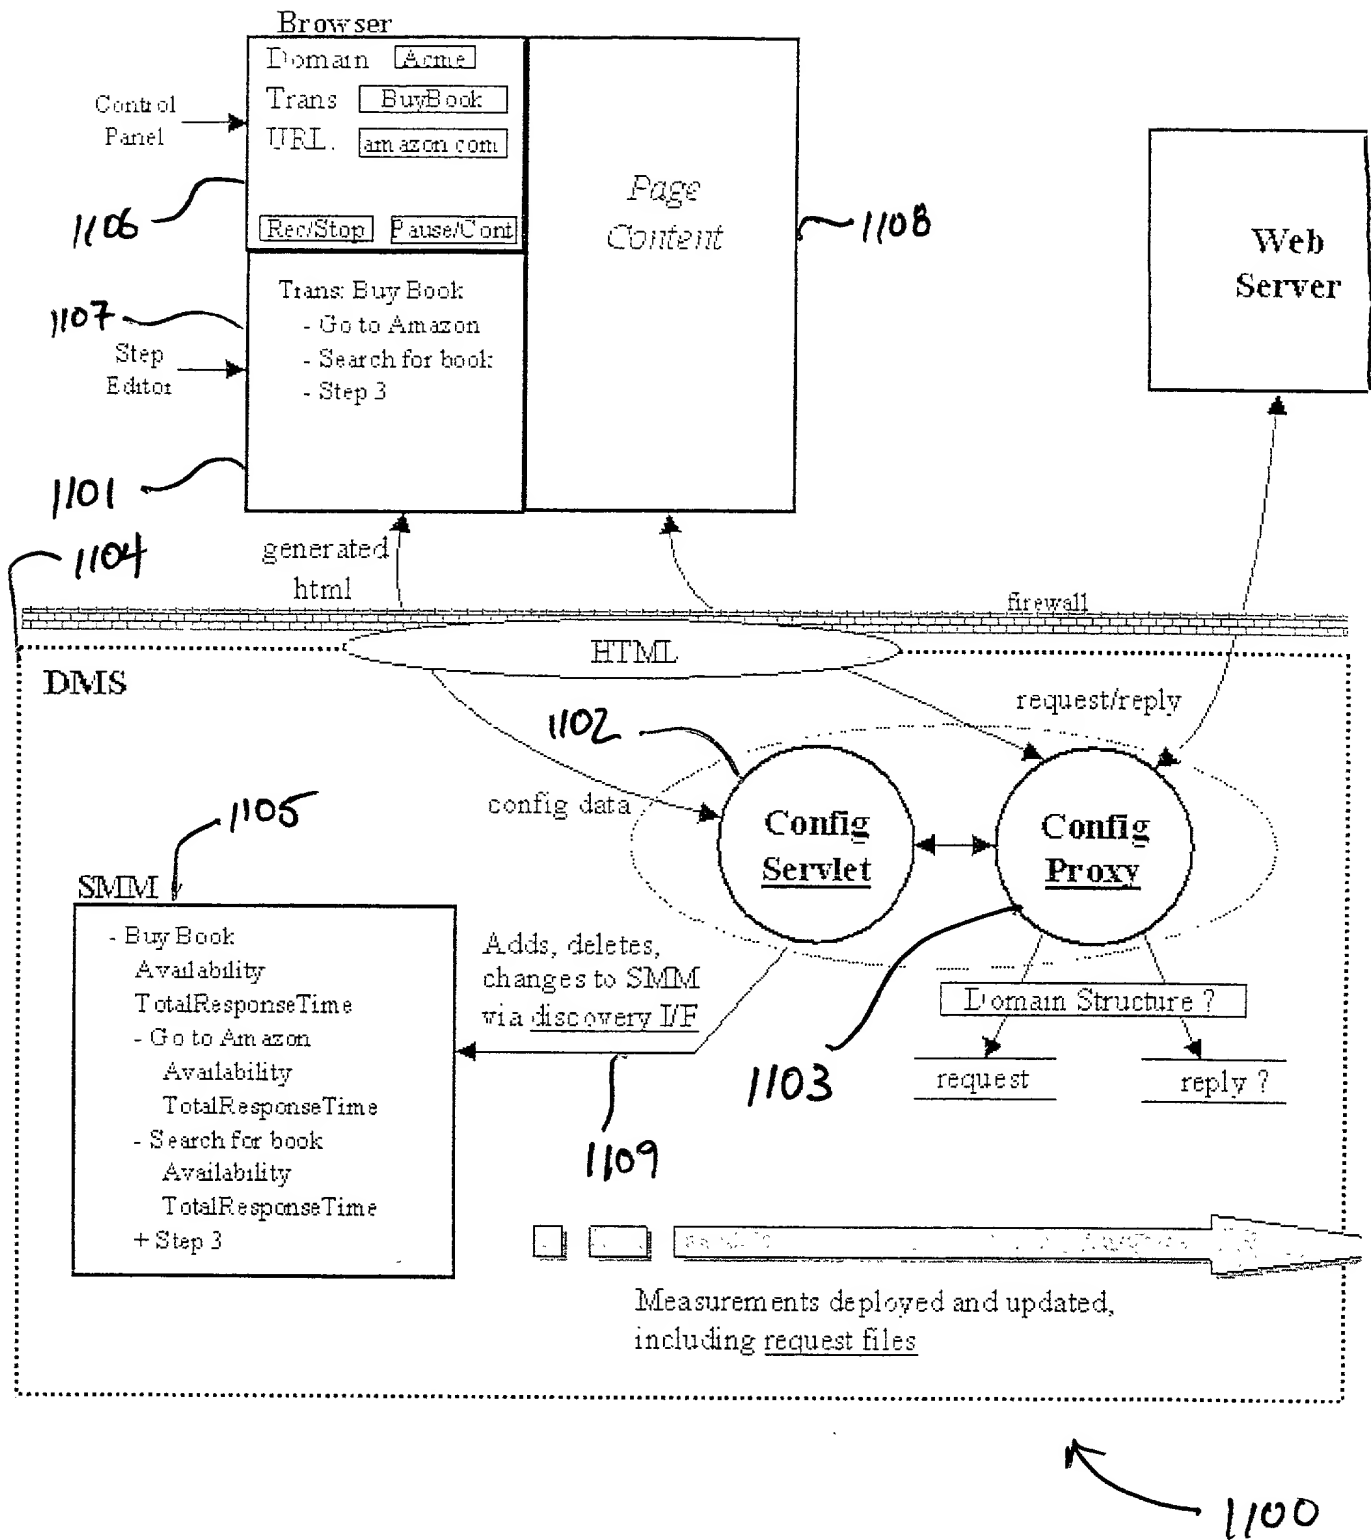 Browser
Domain Acme
Trans BuyBook
URL. amazon com
Rec/Stop Pause/Cont
Control
Panel
1106
Page
Content
1108
Web
Server
Trans: Buy Book
- Go to Amazon
- Search for book
- Step 3
1107
Step
Editor
1101
1104
generated
html
firewall
HTML
DMS
request/reply
1102
config data
Config
Servlet
Config
Proxy
1105
SMM
- Buy Book
Availability
TotalResponseTime
- Go to Amazon
Availability
TotalResponseTime
- Search for book
Availability
TotalResponseTime
+ Step 3
Adds, deletes,
changes to SMM
via discovery I/F
1109
1103
Domain Structure ?
request
reply ?
Measurements deployed and updated,
including request files
1100